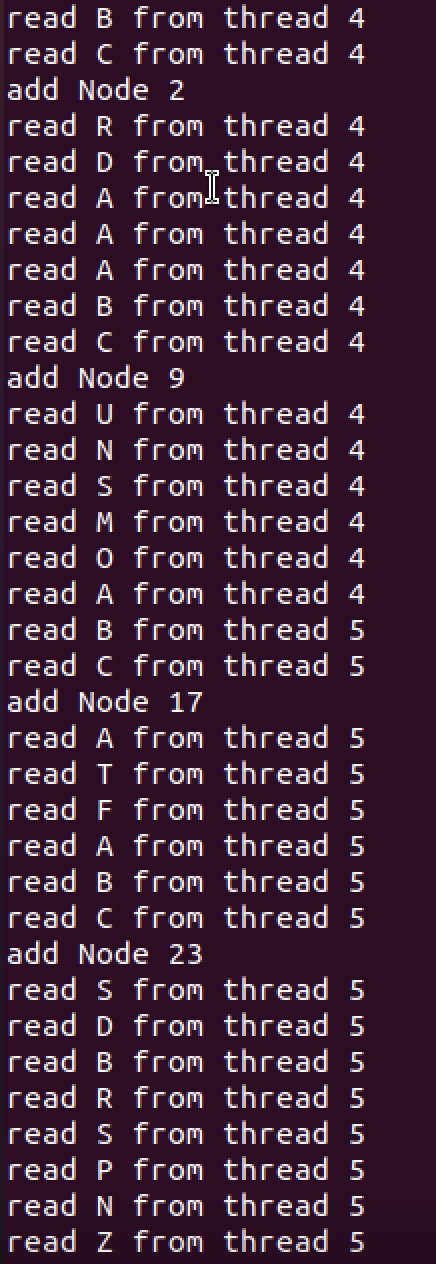 read B from thread 4
read C from thread 4
add Node 2
read R from thread 4
read D from thread 4
read A from thread 4
read A from thread 4
read A from thread 4
read B from thread 4
read C from thread 4
add Node 9
read U from thread 4
read N from thread 4
read S from thread 4
read M from thread 4
read O from thread 4
read A from thread 4
read B from thread 5
read C from thread 5
add Node 17
read A from thread 5
read T from thread 5
read F from thread 5
read A from thread 5
read B from thread 5
read C from thread 5
add Node 23
read S from thread 5
read D from thread 5
read B from thread 5
read R from thread 5
read S from thread 5
read P from thread 5
read N from thread 5
read Z from thread 5